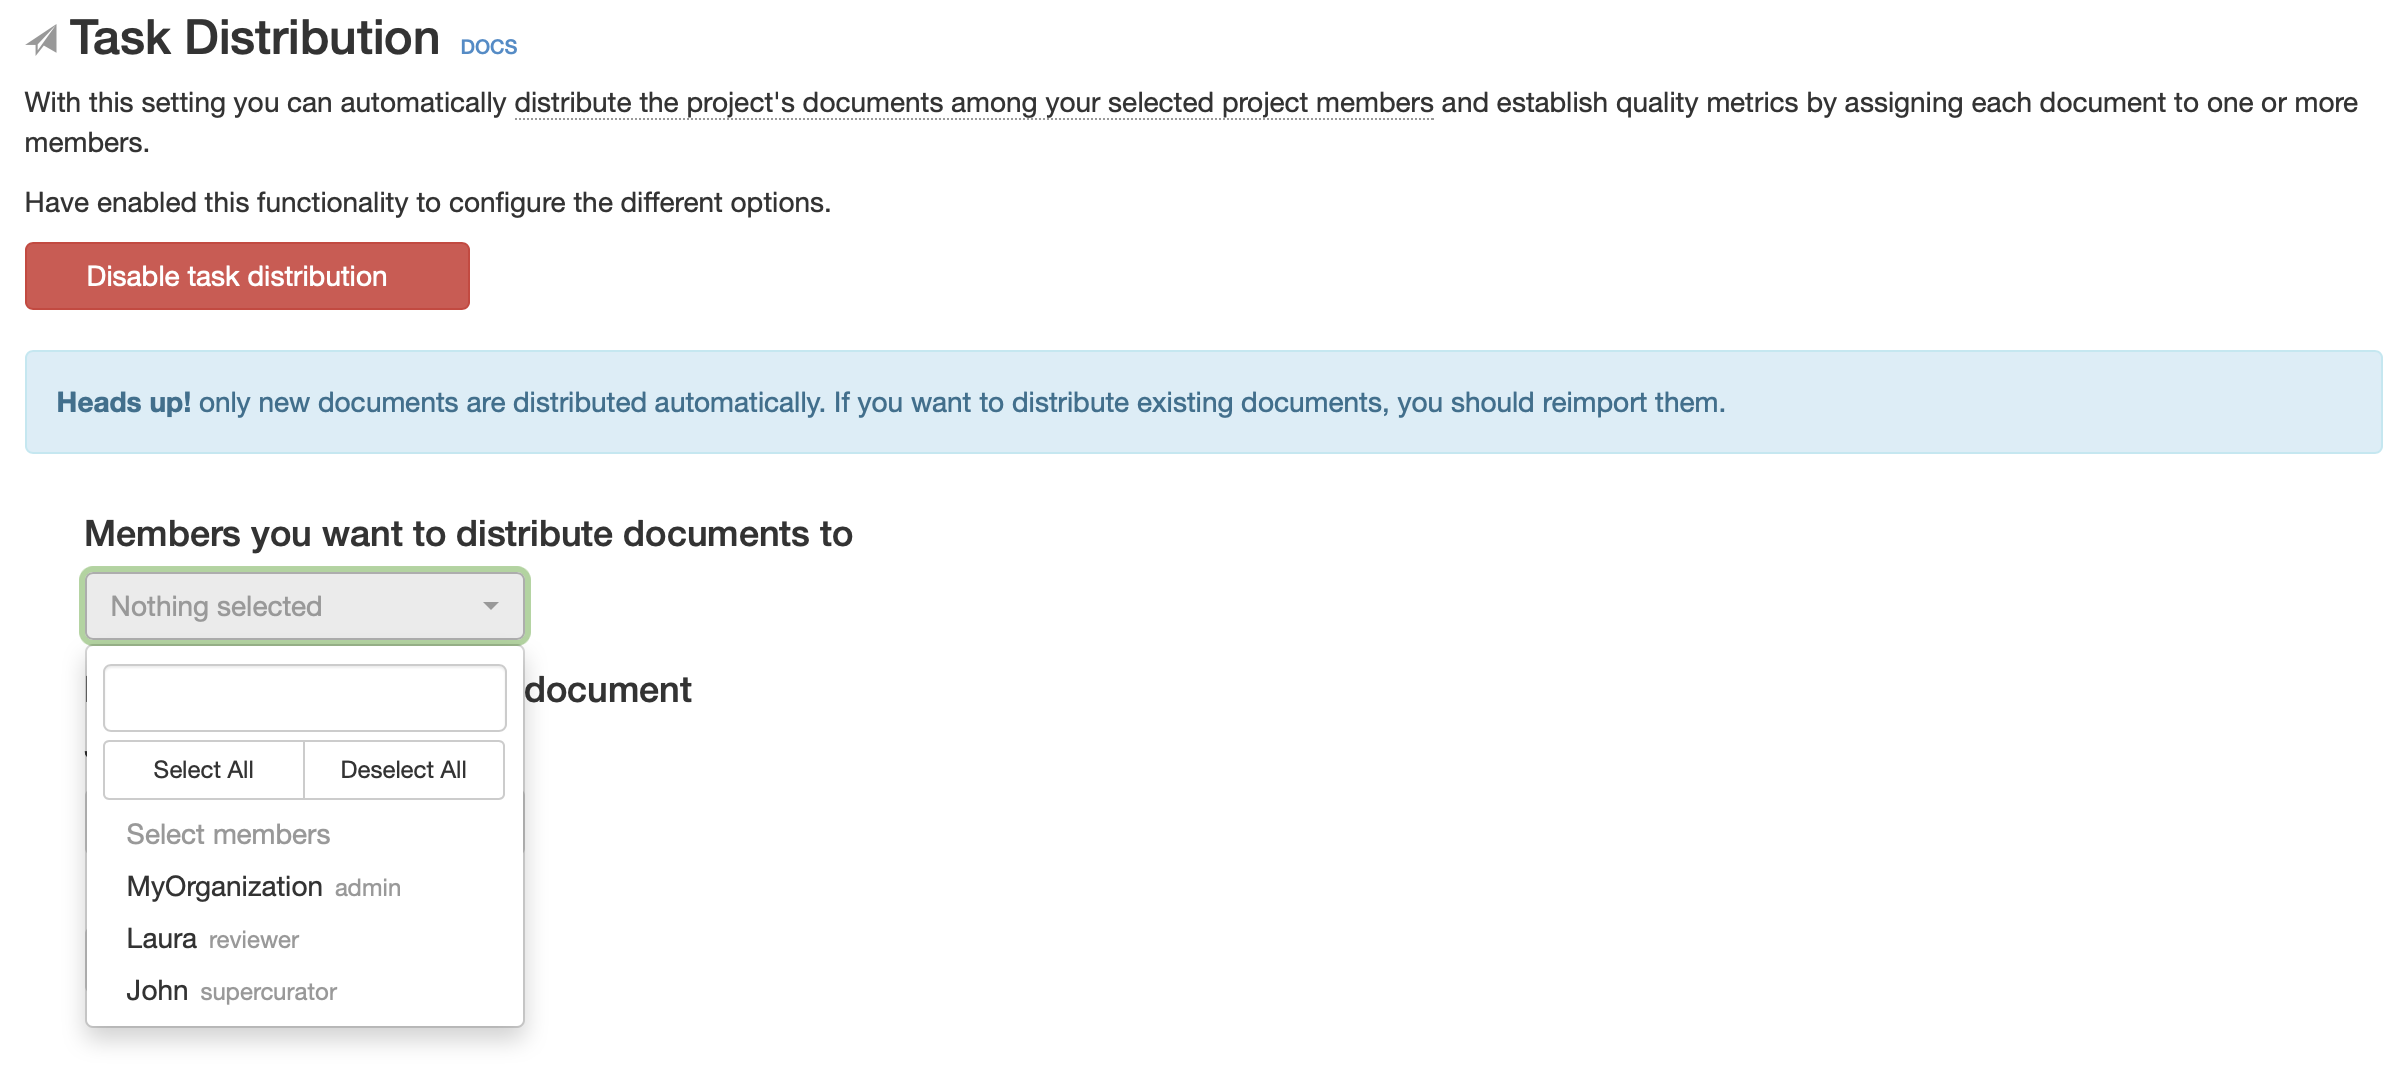 Task Distribution DOCS
With this setting you can automatically distribute the project's documents among your selected project members and establish quality metrics by assigning each document to one or more
members.
Have enabled this functionality to configure the different options.
Disable task distribution
Heads up! only new documents are distributed automatically. If you want to distribute existing documents, you should reimport them.
Members you want to distribute documents to
Nothing selected
document
Select All Deselect All
Select members
MyOrganization admin
Laura reviewer
John supercurator